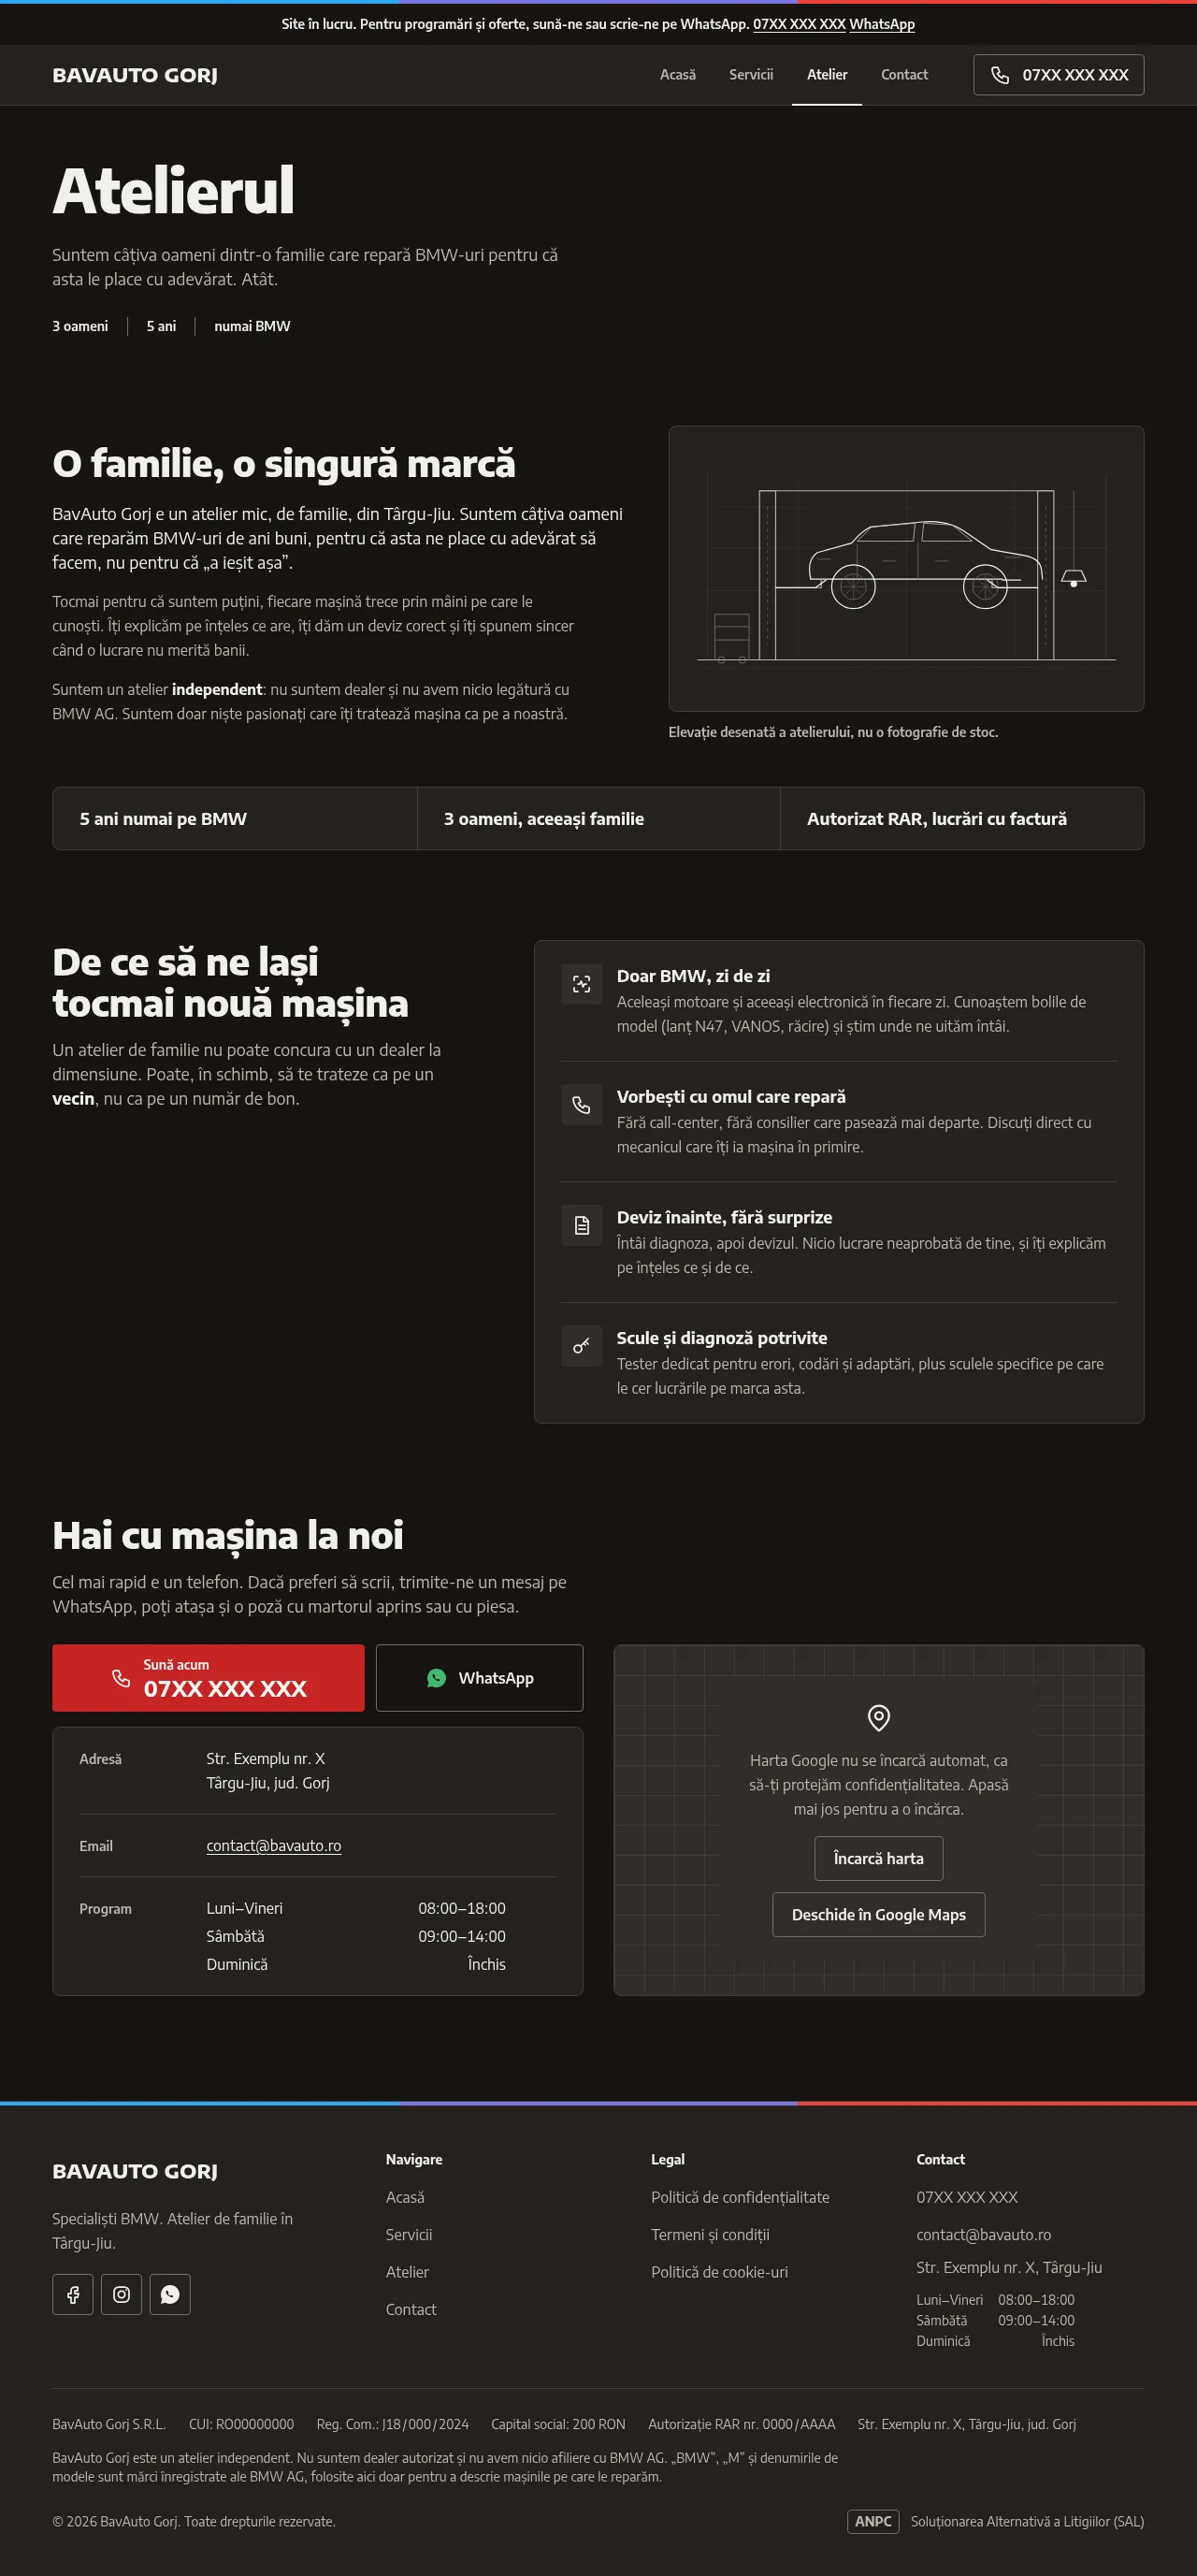 Site în lucru. Pentru programări și oferte, sună-ne sau scrie-ne pe WhatsApp. 07XX XXX XXX WhatsApp
BAVAUTO GORJ
Acasă
Servicii
Atelier
Contact
07XX XXX XXX
Atelierul
Suntem câțiva oameni dintr-o familie care repară BMW-uri pentru că
asta le place cu adevărat. Atât.
3 oameni
5 ani
numai BMW
O familie, o singură marcă
BavAuto Gorj e un atelier mic, de familie, din Târgu-Jiu. Suntem câțiva oameni
care reparăm BMW-uri de ani buni, pentru că asta ne place cu adevărat să
facem, nu pentru că „a ieșit așa”.
Tocmai pentru că suntem puțini, fiecare mașină trece prin mâini pe care le
cunoști. Îți explicăm pe înțeles ce are, îți dăm un deviz corect și îți spunem sincer
când o lucrare nu merită banii.
Suntem un atelier independent: nu suntem dealer și nu avem nicio legătură cu
BMW AG. Suntem doar niște pasionați care îți tratează mașina ca pe a noastră.
Elevație desenată a atelierului, nu o fotografie de stoc.
5 ani numai pe BMW
3 oameni, aceeași familie
Autorizat RAR, lucrări cu factură
De ce să ne lași
tocmai nouă mașina
Un atelier de familie nu poate concura cu un dealer la
dimensiune. Poate, în schimb, să te trateze ca pe un
vecin, nu ca pe un număr de bon.
Doar BMW, zi de zi
Aceleași motoare și aceeași electronică în fiecare zi. Cunoaștem bolile de
model (lanț N47, VANOS, răcire) și știm unde ne uităm întâi.
Vorbești cu omul care repară
Fără call-center, fără consilier care pasează mai departe. Discuți direct cu
mecanicul care îți ia mașina în primire.
Deviz înainte, fără surprize
Întâi diagnoza, apoi devizul. Nicio lucrare neaprobată de tine, și îți explicăm
pe înțeles ce și de ce.
Scule și diagnoză potrivite
Tester dedicat pentru erori, codări și adaptări, plus sculele specifice pe care
le cer lucrările pe marca asta.
Hai cu mașina la noi
Cel mai rapid e un telefon. Dacă preferi să scrii, trimite-ne un mesaj pe
WhatsApp, poți atașa și o poză cu martorul aprins sau cu piesa.
Sună acum
07XX XXX XXX
WhatsApp
Adresă
Str. Exemplu nr. X
Târgu-Jiu, jud. Gorj
Email
contact@bavauto.ro
Program
Luni–Vineri 08:00–18:00
Sâmbătă 09:00–14:00
Duminică Închis
Harta Google nu se încarcă automat, ca
să-ți protejăm confidențialitatea. Apasă
mai jos pentru a o încărca.
Încarcă harta
Deschide în Google Maps
BAVAUTO GORJ
Specialiști BMW. Atelier de familie în
Târgu-Jiu.
Navigare
Acasă
Servicii
Atelier
Contact
Legal
Politică de confidențialitate
Termeni și condiții
Politică de cookie-uri
Contact
07XX XXX XXX
contact@bavauto.ro
Str. Exemplu nr. X, Târgu-Jiu
Luni–Vineri 08:00–18:00
Sâmbătă 09:00–14:00
Duminică Închis
BavAuto Gorj S.R.L. CUI: RO00000000 Reg. Com.: J18/000/2024 Capital social: 200 RON Autorizație RAR nr. 0000/AAAA Str. Exemplu nr. X, Târgu-Jiu, jud. Gorj
BavAuto Gorj este un atelier independent. Nu suntem dealer autorizat și nu avem nicio afiliere cu BMW AG. „BMW”, „M” și denumirile de
modele sunt mărci înregistrate ale BMW AG, folosite aici doar pentru a descrie mașinile pe care le reparăm.
© 2026 BavAuto Gorj. Toate drepturile rezervate.
ANPC Soluționarea Alternativă a Litigiilor (SAL)